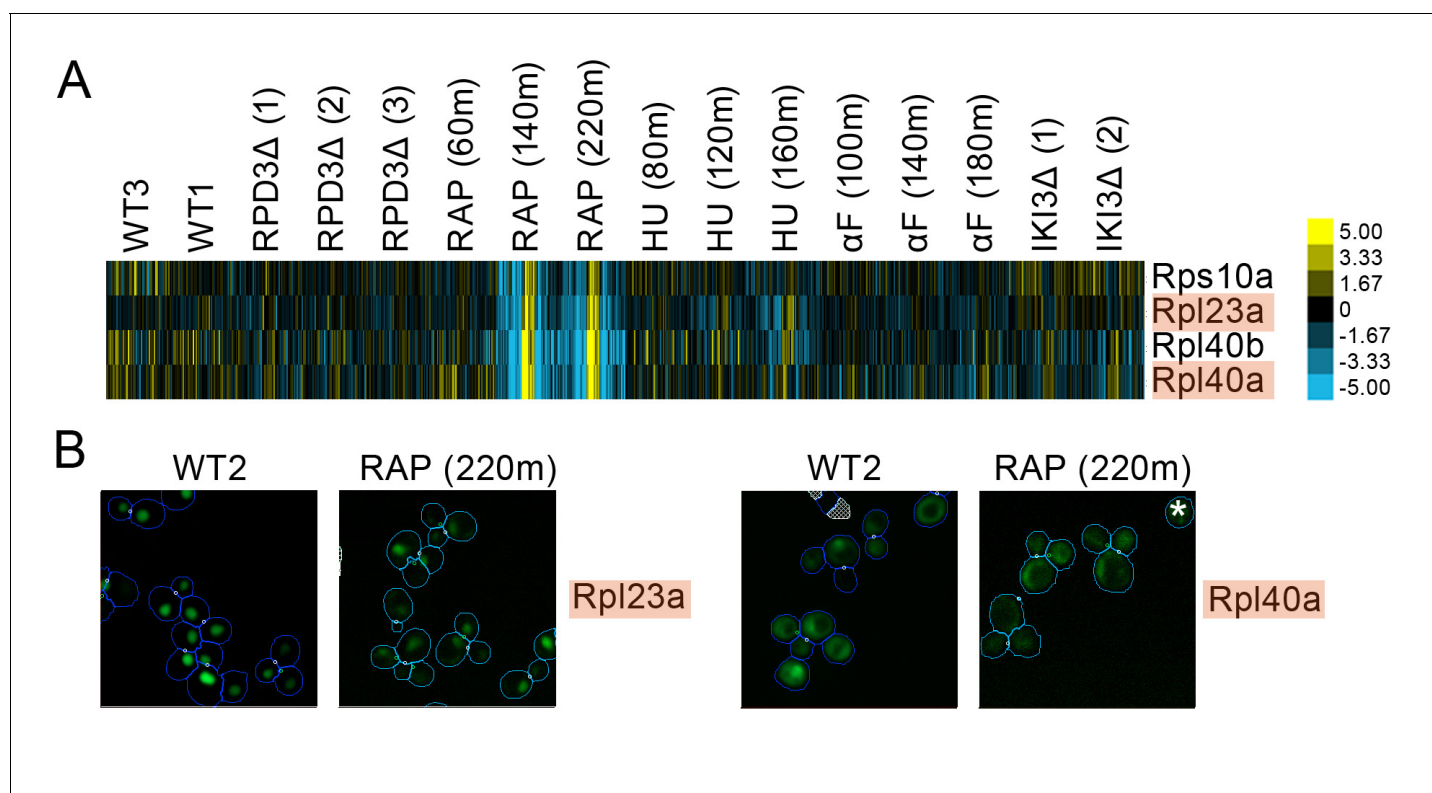 A
WT3
WT1
RPD3Δ (1)
RPD3Δ (2)
RPD3Δ (3)
RAP (60m)
RAP (140m)
RAP (220m)
HU (80m)
HU (120m)
HU (160m)
αF (100m)
αF (140m)
αF (180m)
IKI3Δ (1)
IKI3Δ (2)
Rps10a
Rpl23a
Rpl40b
Rpl40a
5.00
3.33
1.67
0
-1.67
-3.33
-5.00
B
WT2
RAP (220m)
Rpl23a
WT2
RAP (220m)
*
Rpl40a